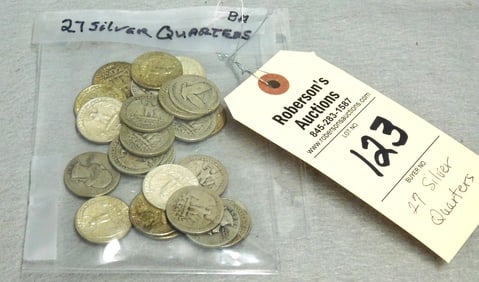 BA
27 Silver QUARTERS
Roberson's
Auctions
845-283-1587
www.robersonsauctions.com
LOT NO.
123
BUYER NO.
27 Silver
Quarters